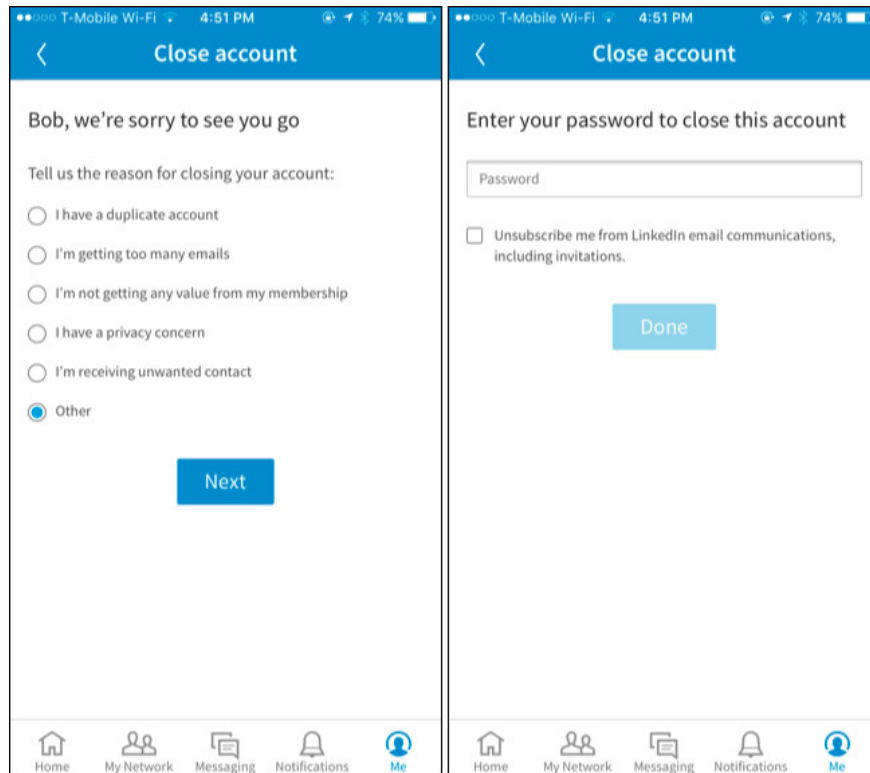 T-Mobile Wi-Fi 4:51 PM 74%
Close account
Bob, we're sorry to see you go
Tell us the reason for closing your account:
I have a duplicate account
I'm getting too many emails
I'm not getting any value from my membership
I have a privacy concern
I'm receiving unwanted contact
Other
Next
Home My Network Messaging Notifications Me
T-Mobile Wi-Fi 4:51 PM 74%
Close account
Enter your password to close this account
Password
Unsubscribe me from LinkedIn email communications,
including invitations.
Done
Home My Network Messaging Notifications Me